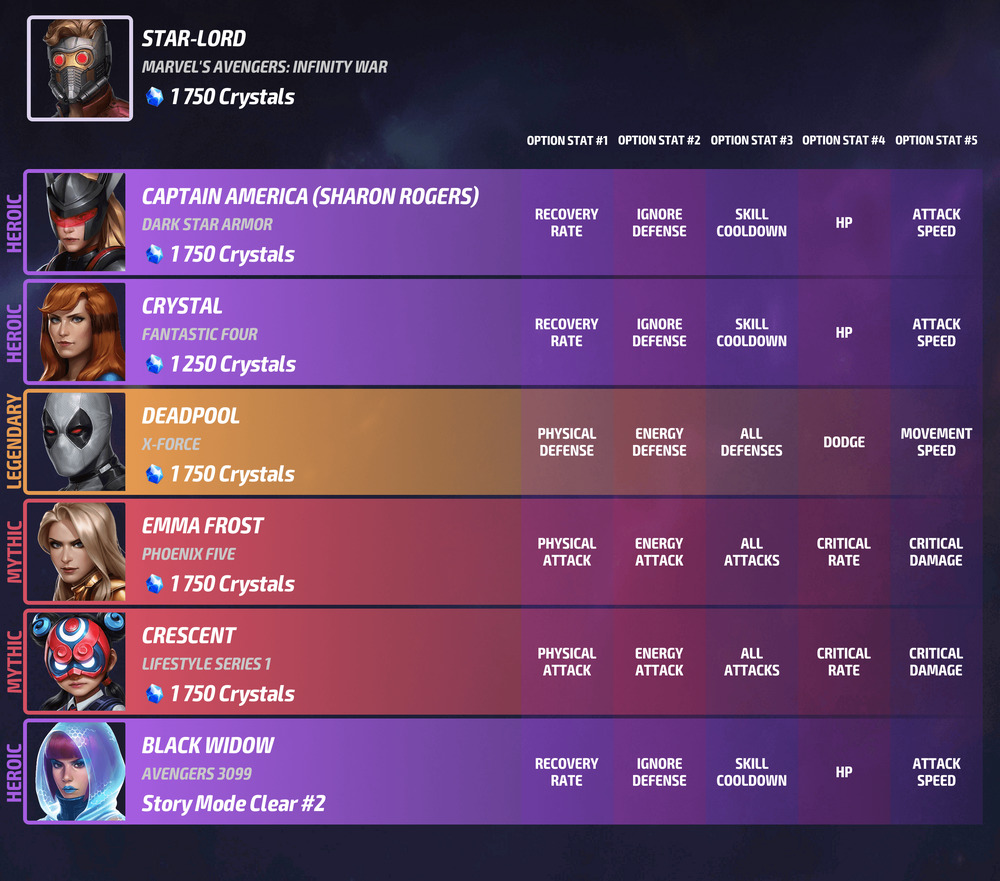 STAR-LORD
MARVEL'S AVENGERS: INFINITY WAR
1 750 Crystals
OPTION STAT #1 OPTION STAT #2 OPTION STAT #3 OPTION STAT #4 OPTION STAT #5
HEROIC
CAPTAIN AMERICA (SHARON ROGERS)
DARK STAR ARMOR
1 750 Crystals
RECOVERY
RATE
IGNORE
DEFENSE
SKILL
COOLDOWN
HP
ATTACK
SPEED
HEROIC
CRYSTAL
FANTASTIC FOUR
1 250 Crystals
RECOVERY
RATE
IGNORE
DEFENSE
SKILL
COOLDOWN
HP
ATTACK
SPEED
LEGENDARY
DEADPOOL
X-FORCE
1 750 Crystals
PHYSICAL
DEFENSE
ENERGY
DEFENSE
ALL
DEFENSES
DODGE
MOVEMENT
SPEED
MYTHIC
EMMA FROST
PHOENIX FIVE
1 750 Crystals
PHYSICAL
ATTACK
ENERGY
ATTACK
ALL
ATTACKS
CRITICAL
RATE
CRITICAL
DAMAGE
MYTHIC
CRESCENT
LIFESTYLE SERIES 1
1 750 Crystals
PHYSICAL
ATTACK
ENERGY
ATTACK
ALL
ATTACKS
CRITICAL
RATE
CRITICAL
DAMAGE
HEROIC
BLACK WIDOW
AVENGERS 3099
Story Mode Clear #2
RECOVERY
RATE
IGNORE
DEFENSE
SKILL
COOLDOWN
HP
ATTACK
SPEED